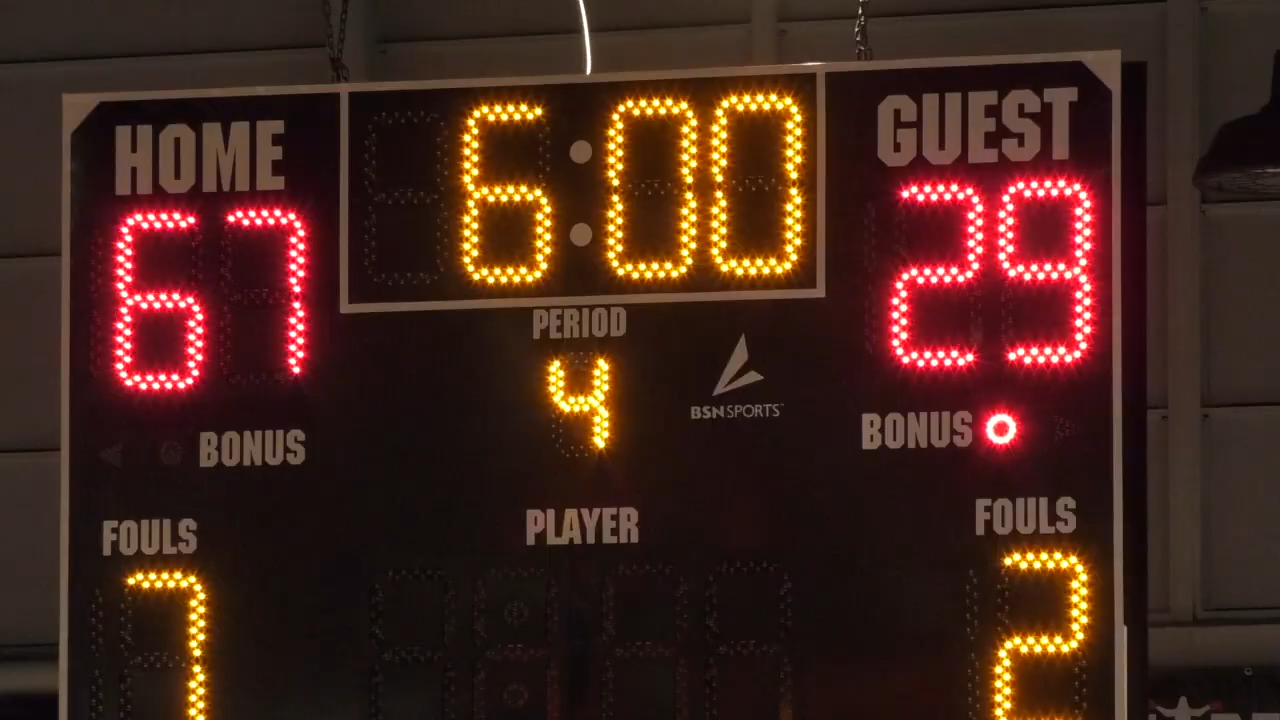 HOME 6:00 GUEST
67 29
PERIOD
4
BSN SPORTS
BONUS BONUS
FOULS PLAYER FOULS
7 2